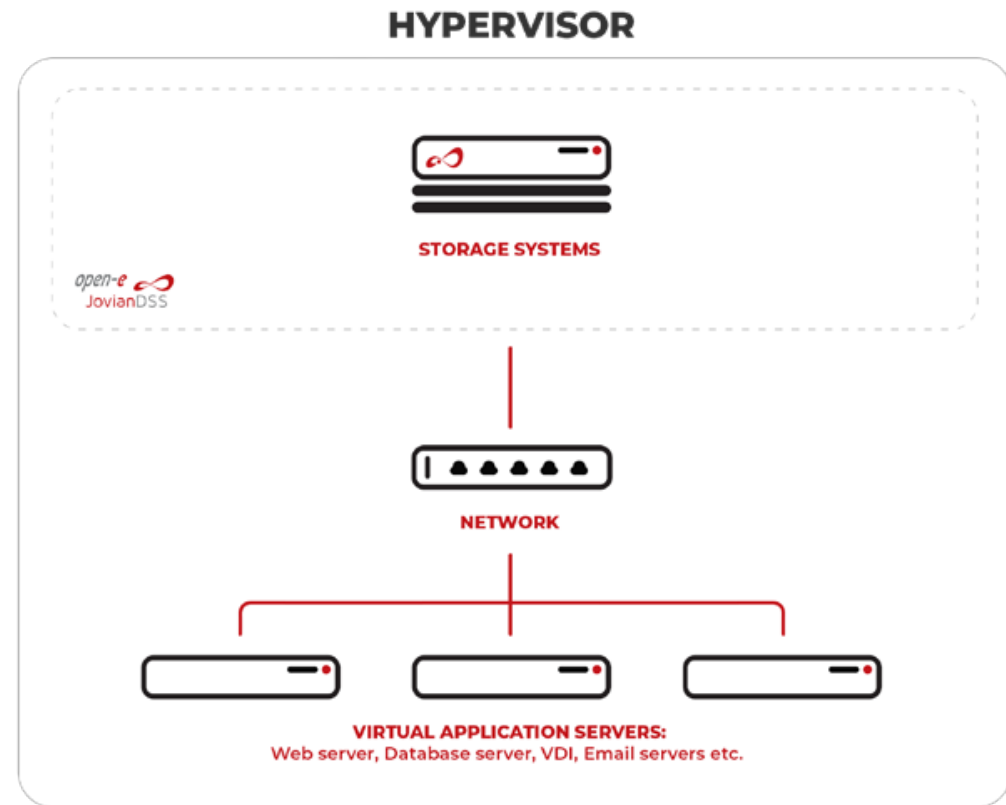 HYPERVISOR
STORAGE SYSTEMS
open-e
JovianDSS
NETWORK
VIRTUAL APPLICATION SERVERS:
Web server, Database server, VDI, Email servers etc.